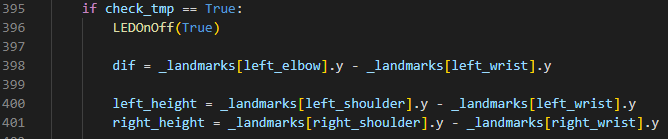 395 if check_tmp == True:
396 LEDOnOff(True)
397
398 dif = _landmarks[left_elbow].y - _landmarks[left_wrist].y
399
400 left_height = _landmarks[left_shoulder].y - _landmarks[left_wrist].y
401 right_height = _landmarks[right_shoulder].y - _landmarks[right_wrist].y